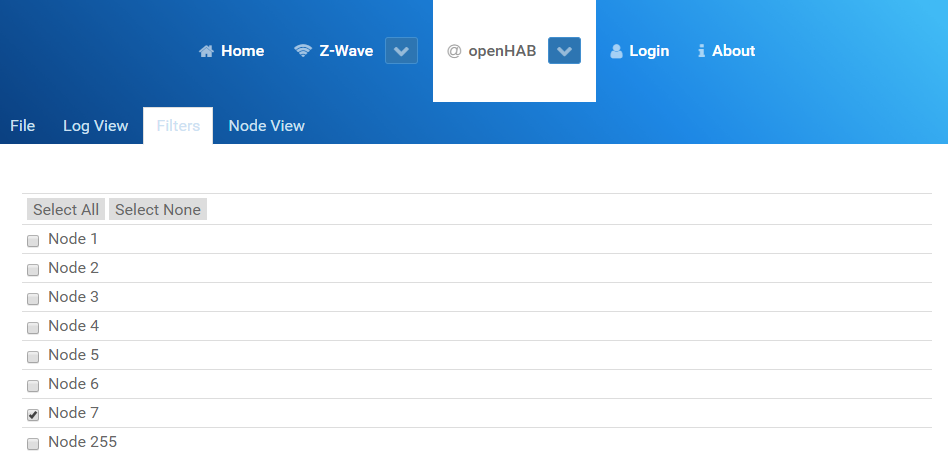 Home Z-Wave @ openHAB Login About
File Log View Filters Node View
Select All Select None
Node 1
Node 2
Node 3
Node 4
Node 5
Node 6
Node 7
Node 255